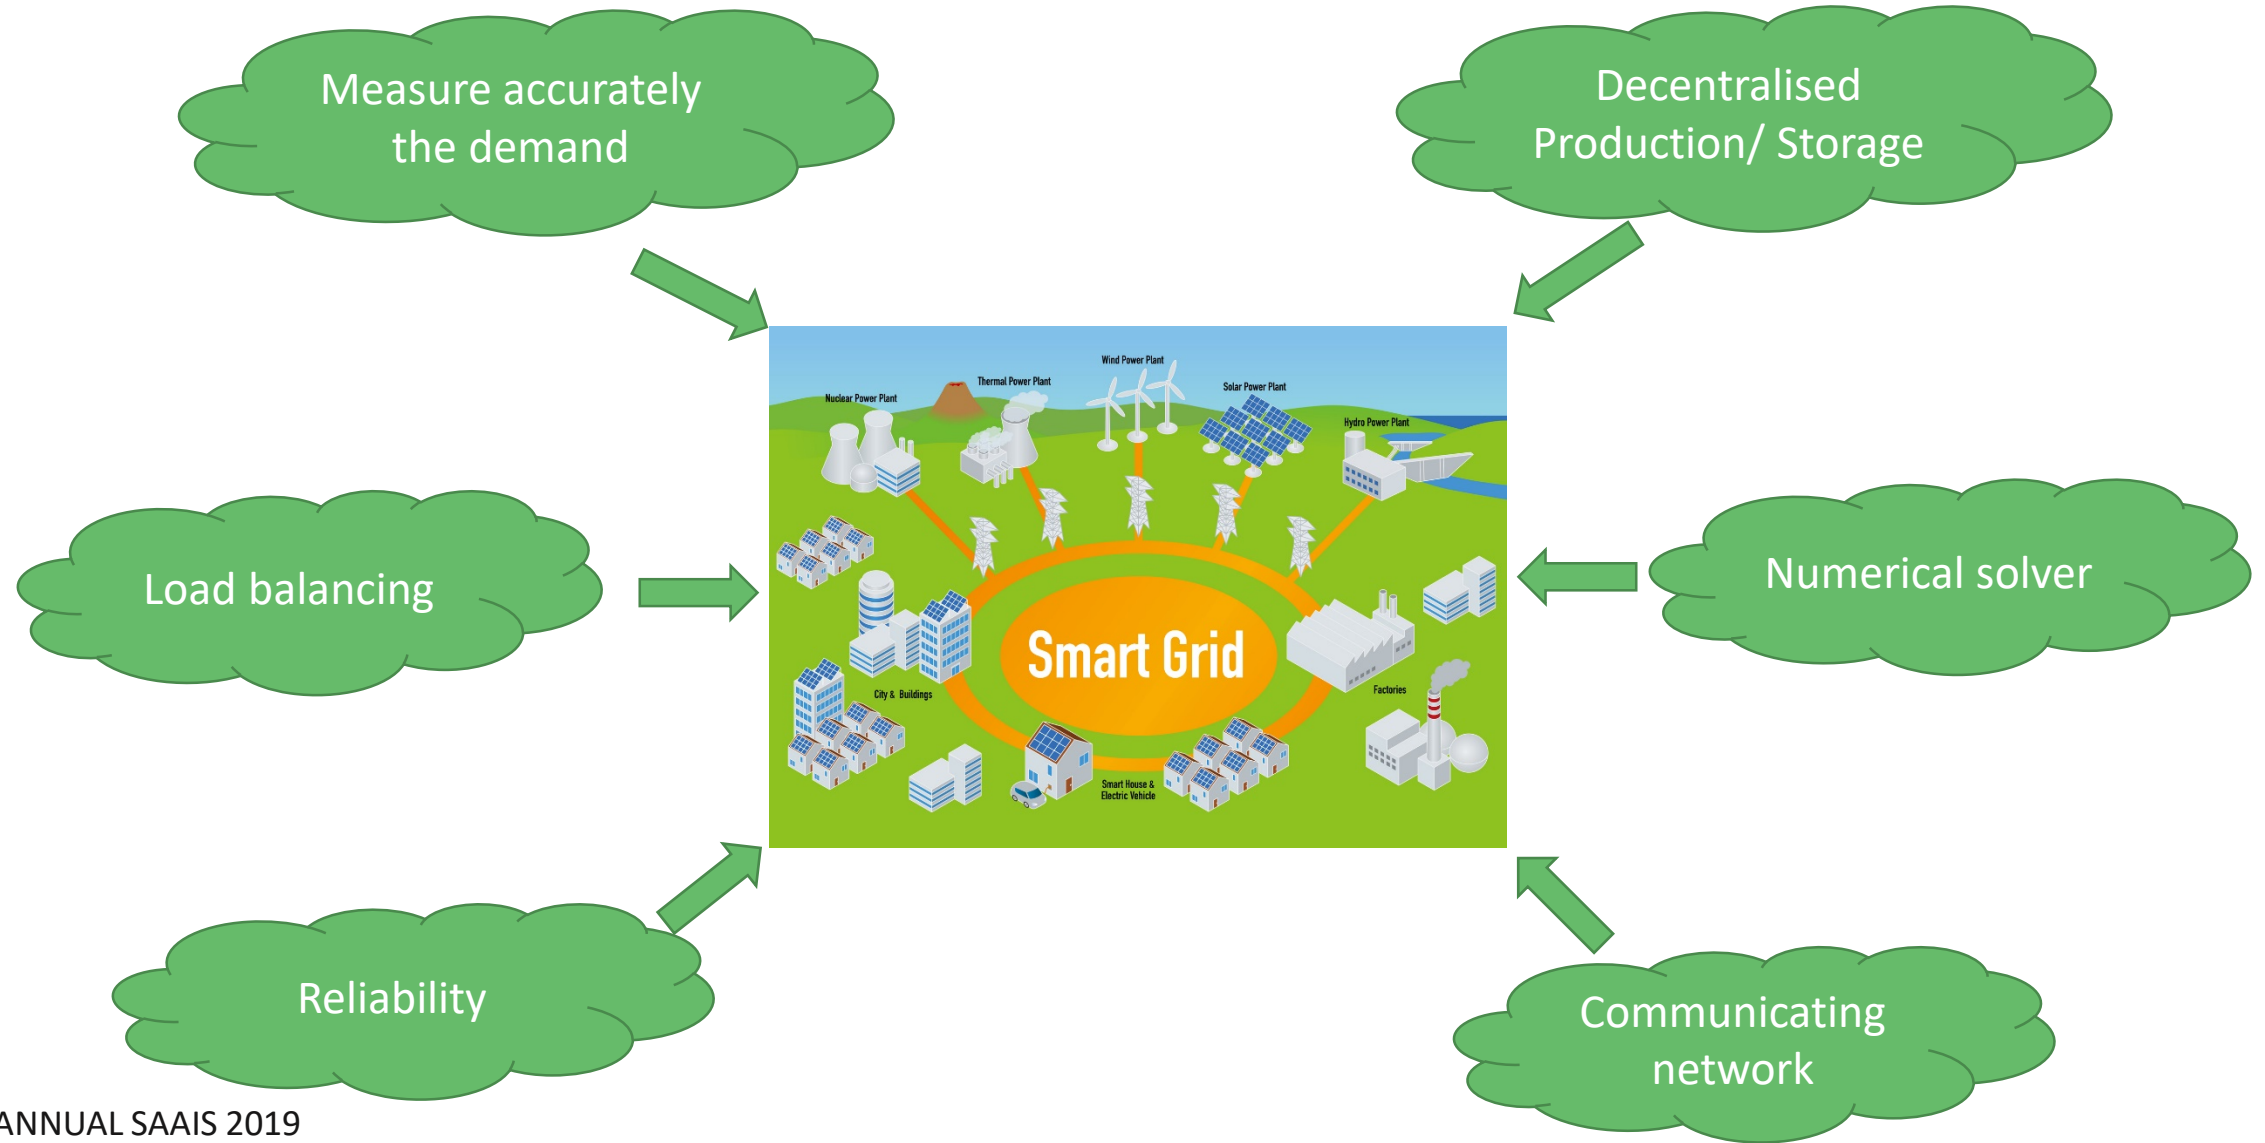 Measure accurately
the demand
Decentralised
Production/ Storage
Wind Power Plant
Thermal Power Plant
Solar Power Plant
Nuclear Power Plant
Hydro Power Plant
Load balancing
Numerical solver
Smart Grid
City & Buildings
Factories
Smart House &
Electric Vehicle
Reliability
Communicating
network
ANNUAL SAAIS 2019